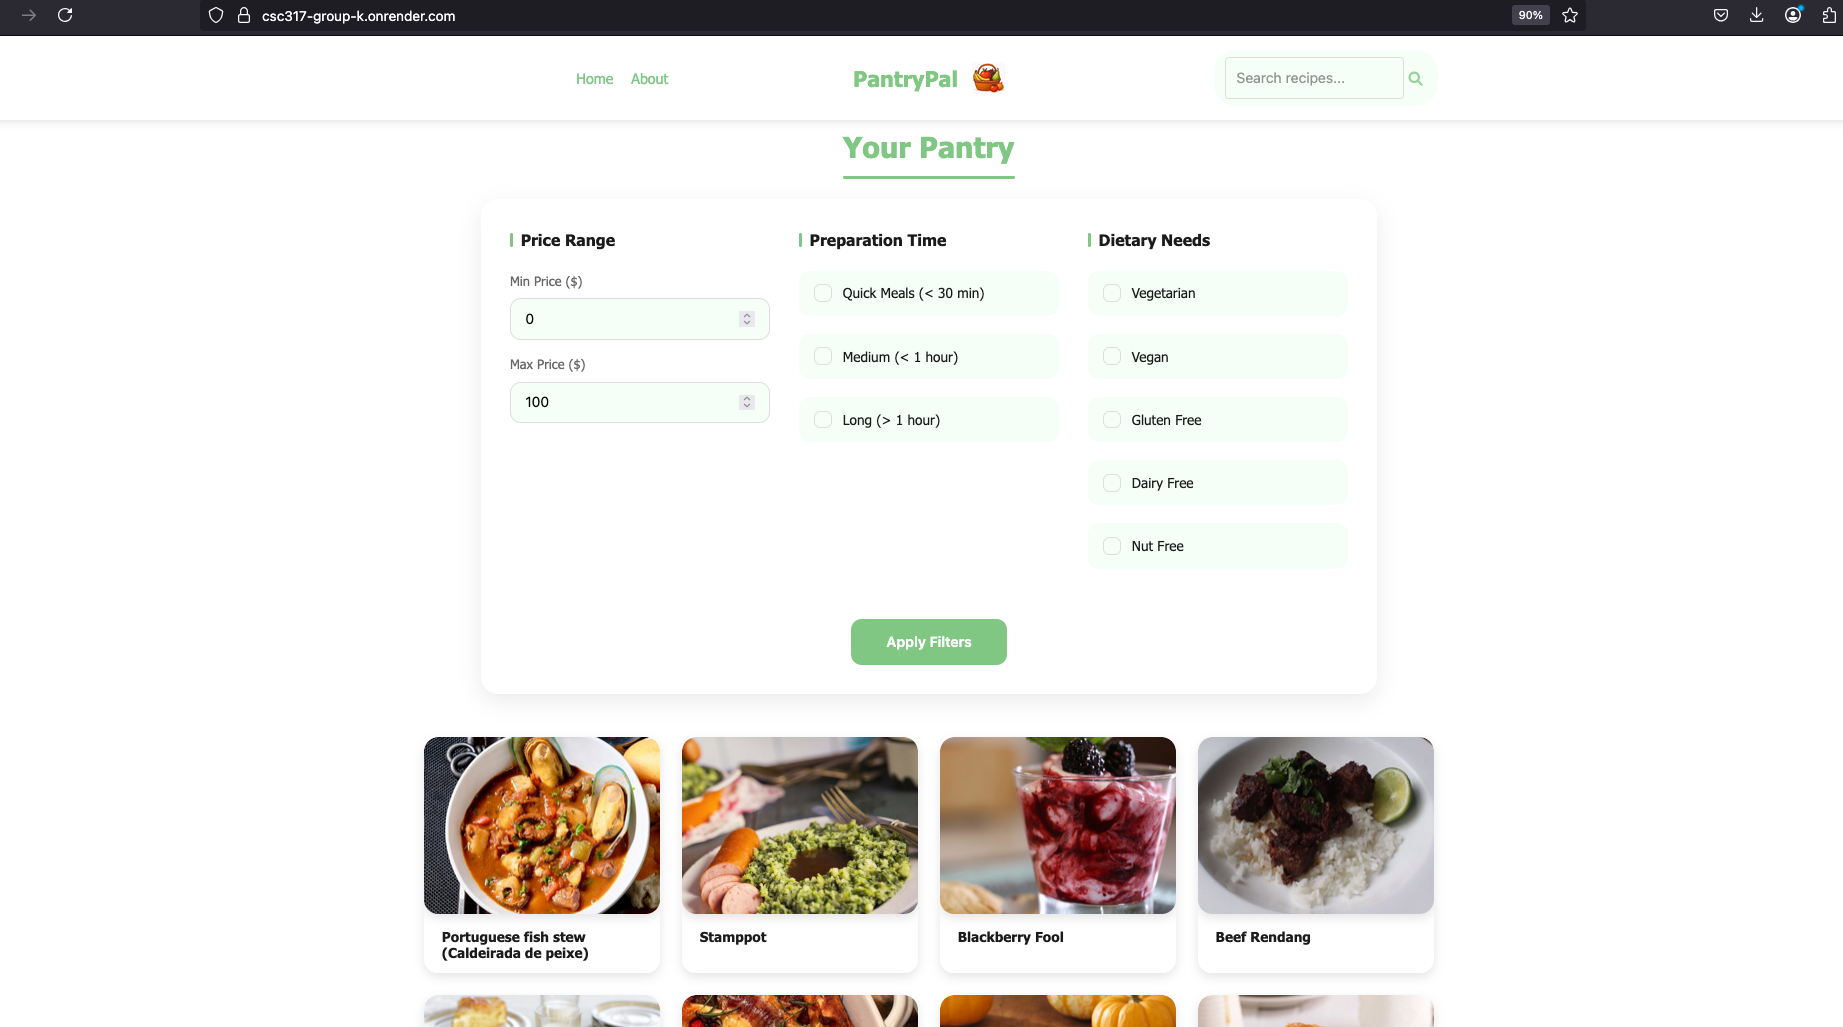 csc317-group-k.onrender.com
90%
Home
About
PantryPal
Search recipes...
Your Pantry
Price Range
Min Price ($)
0
Max Price ($)
100
Preparation Time
Quick Meals (< 30 min)
Medium (< 1 hour)
Long (> 1 hour)
Dietary Needs
Vegetarian
Vegan
Gluten Free
Dairy Free
Nut Free
Apply Filters
Portuguese fish stew
(Caldeirada de peixe)
Stamppot
Blackberry Fool
Beef Rendang